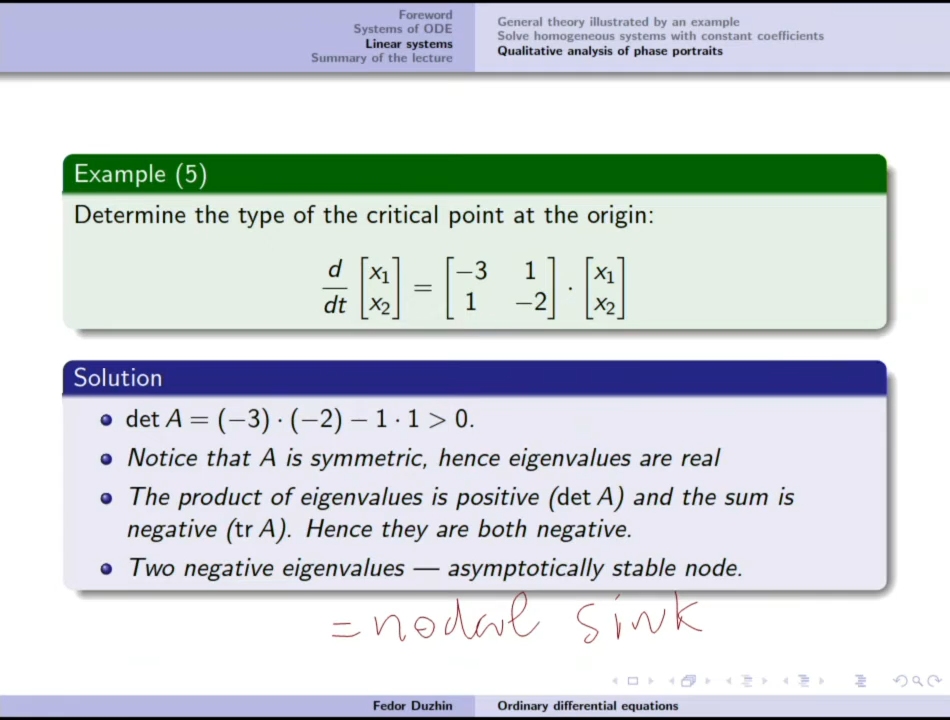 Foreword
Systems of ODE
Linear systems
Summary of the lecture
General theory illustrated by an example
Solve homogeneous systems with constant coefficients
Qualitative analysis of phase portraits
Example (5)
Determine the type of the critical point at the origin:
d/dt [x₁ x₂] = [−3 1; 1 −2] · [x₁ x₂]
Solution
det A = (−3) · (−2) − 1 · 1 > 0.
Notice that A is symmetric, hence eigenvalues are real
The product of eigenvalues is positive (det A) and the sum is
negative (tr A). Hence they are both negative.
Two negative eigenvalues — asymptotically stable node.
= nodal sink
Fedor Duzhin
Ordinary differential equations